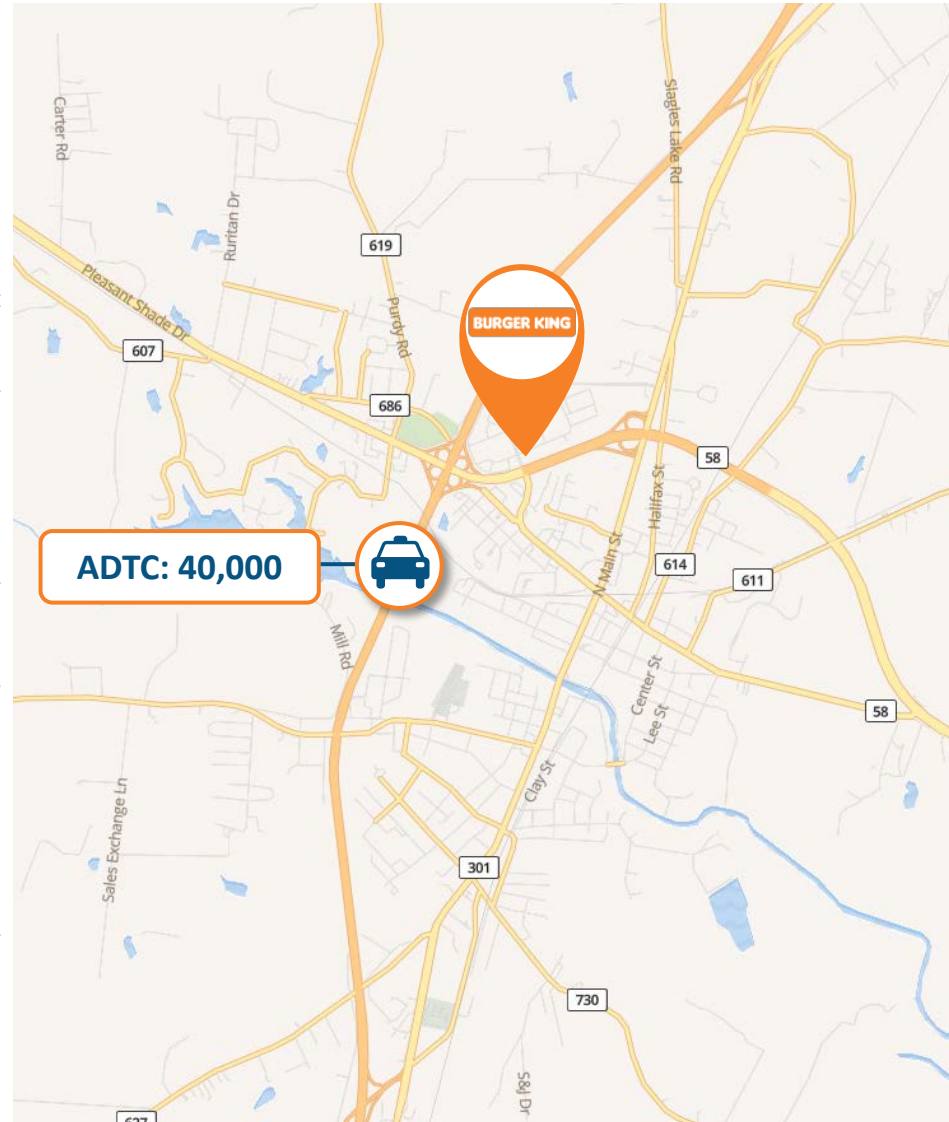 Carter Rd
Slagles Lake Rd
Ruritan Dr
619
Pleasant Shade Dr
Purdy Rd
BURGER KING
607
686
58
Halifax St
ADTC: 40,000
N Main St
614
611
Mill Rd
Center St
Lee St
58
Clay St
Sales Exchange Ln
301
730
S&J Dr
627